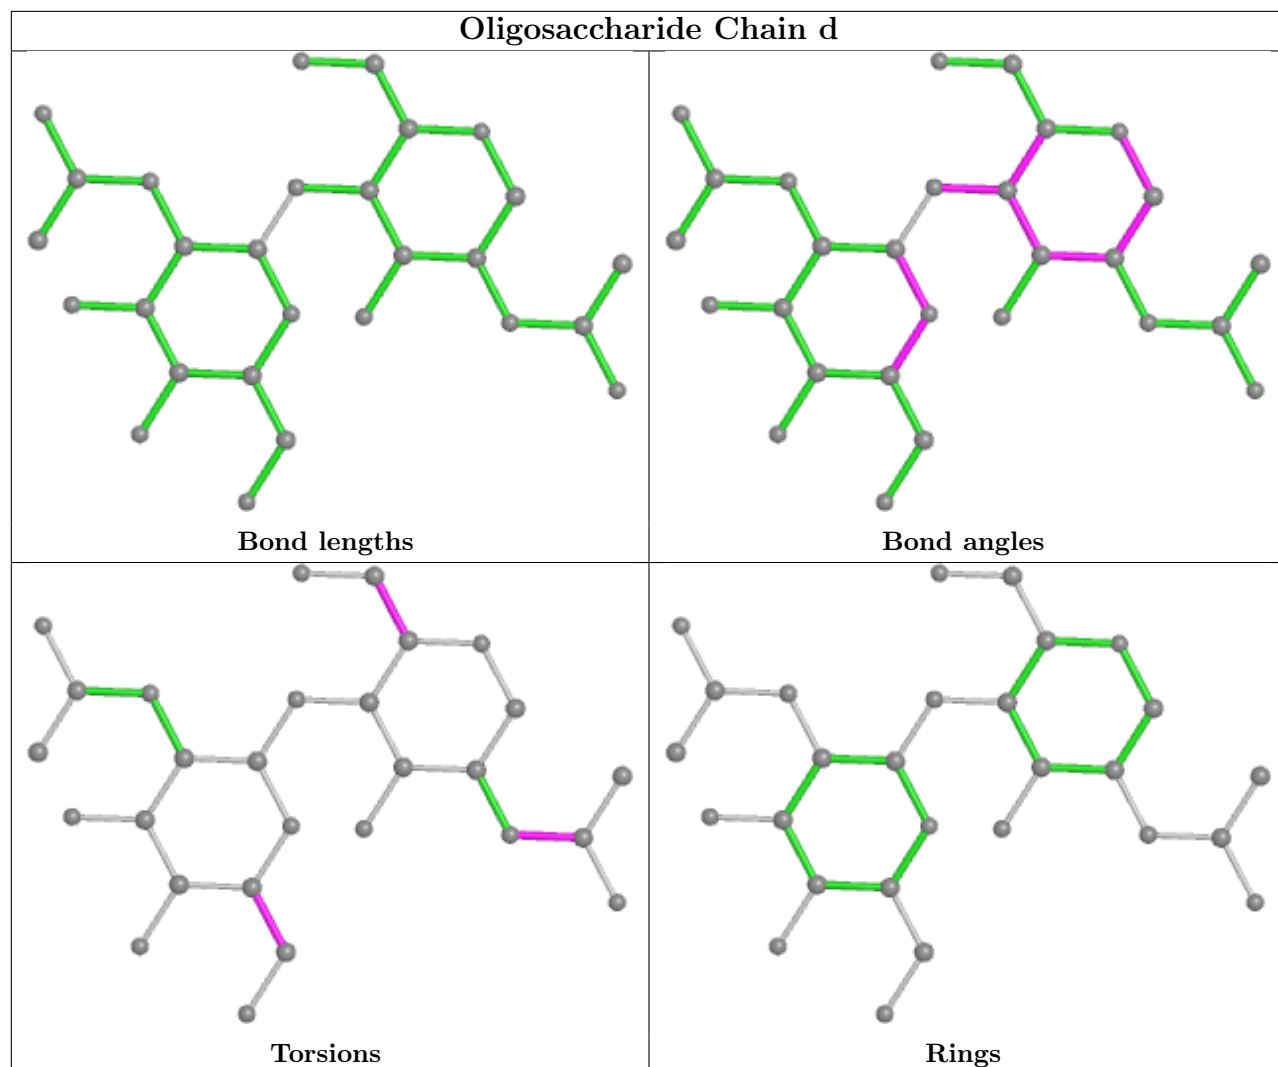 Oligosaccharide Chain d
Bond lengths
Bond angles
Torsions
Rings